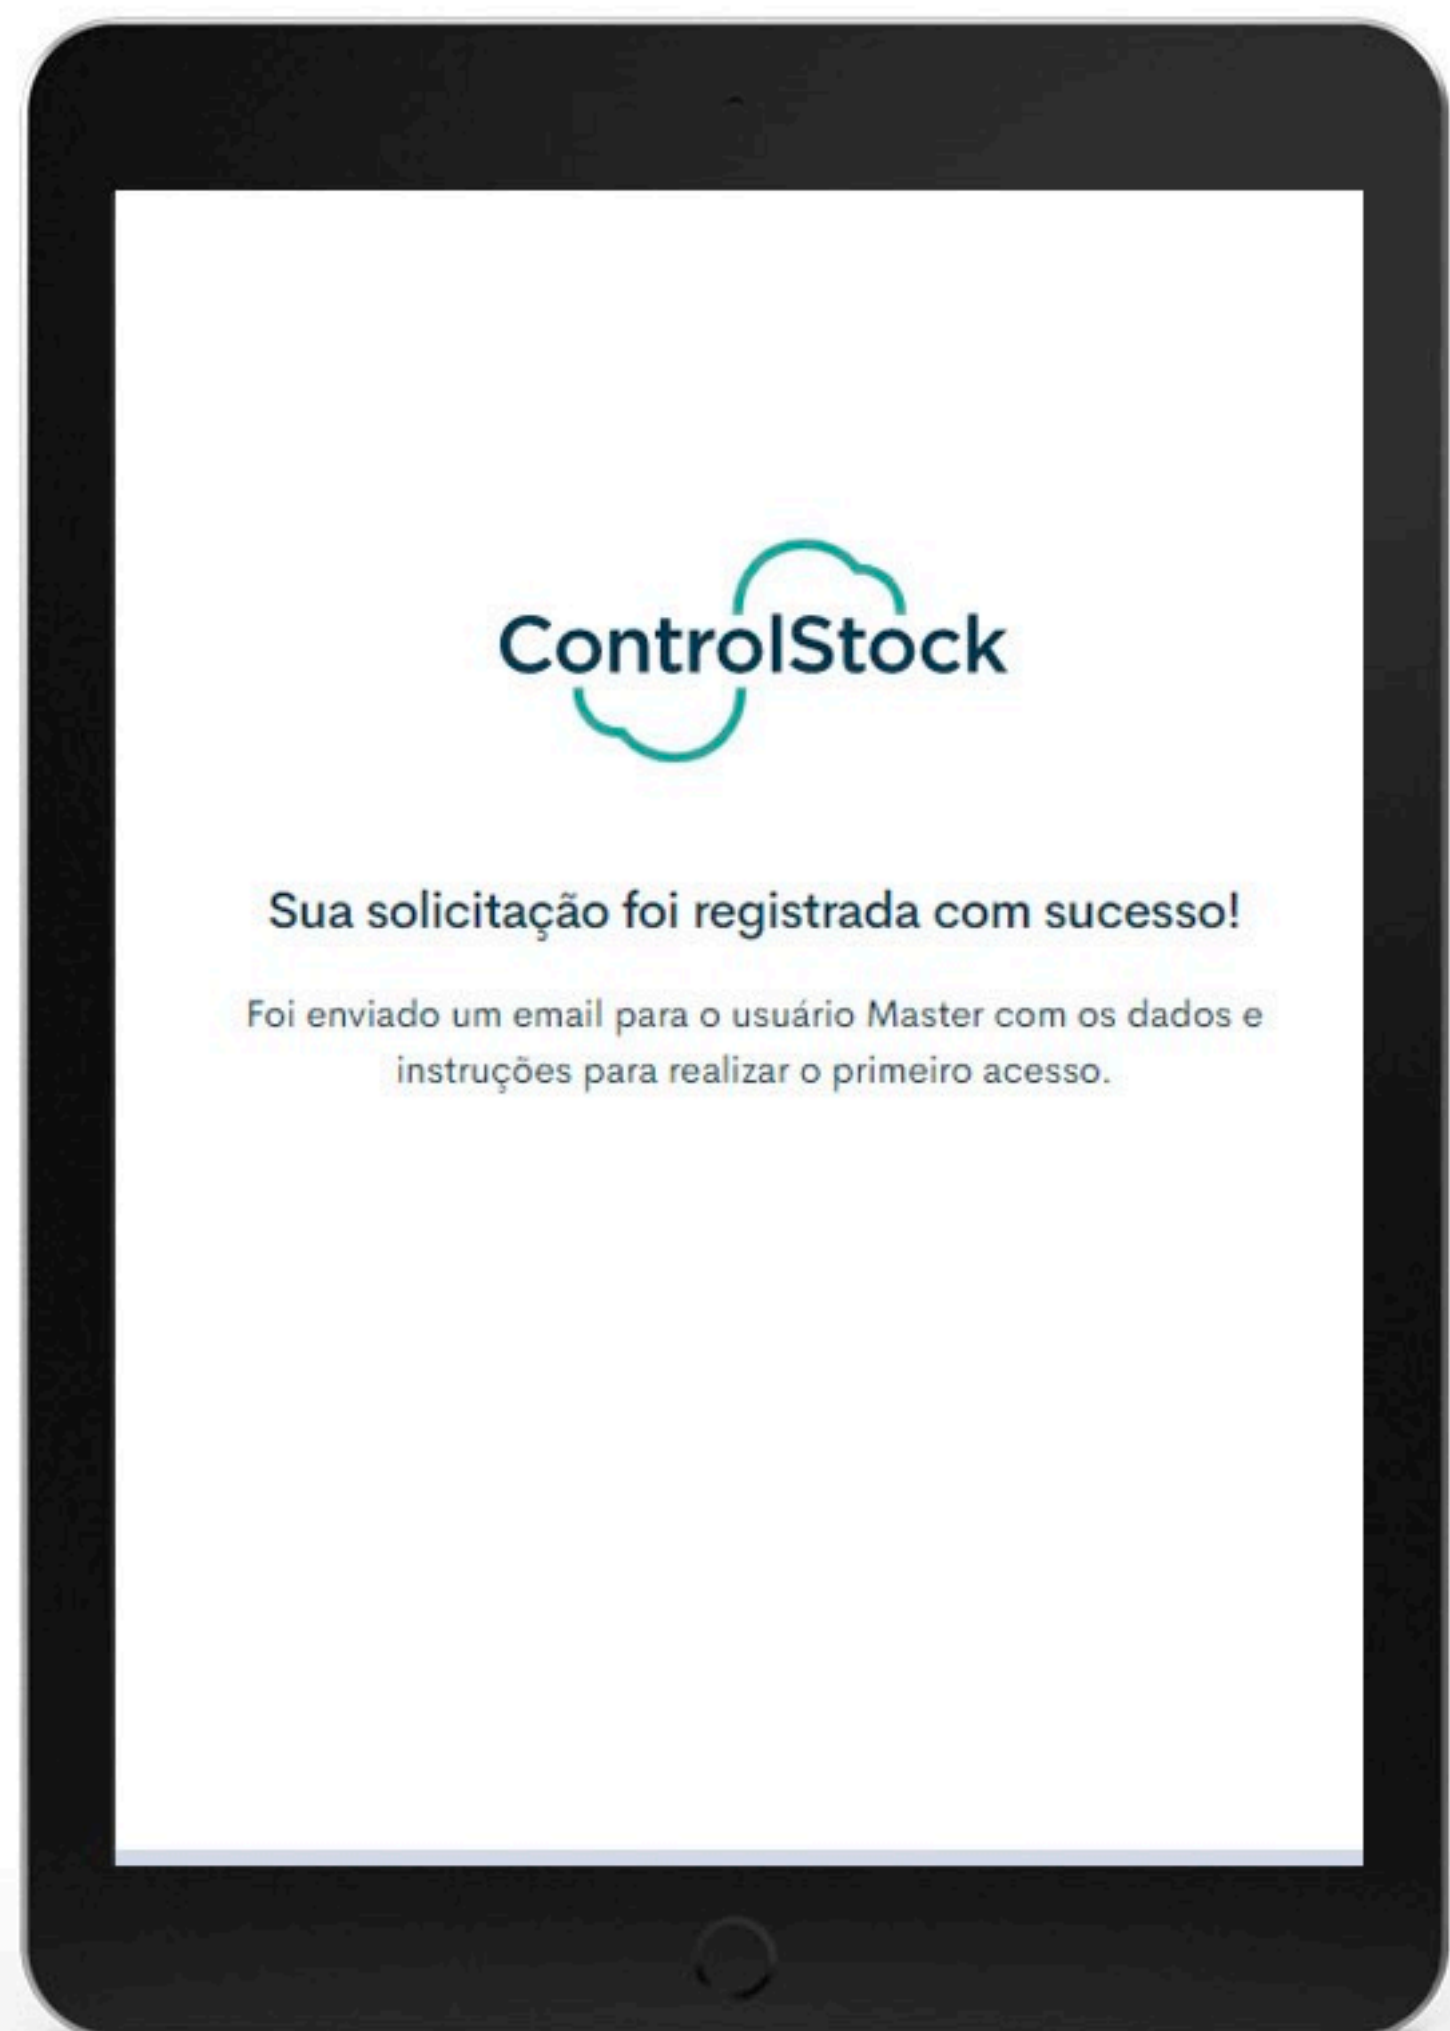 ControlStock
Sua solicitação foi registrada com sucesso!
Foi enviado um email para o usuário Master com os dados e
instruções para realizar o primeiro acesso.